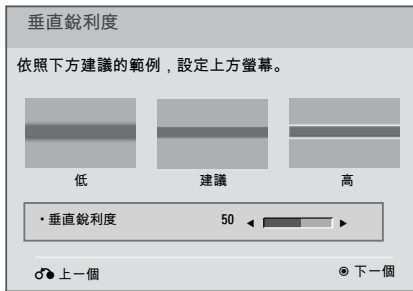 垂直銳利度
依照下方建議的範例，設定上方螢幕。
低 建議 高
・垂直銳利度 50
上一個 下一個